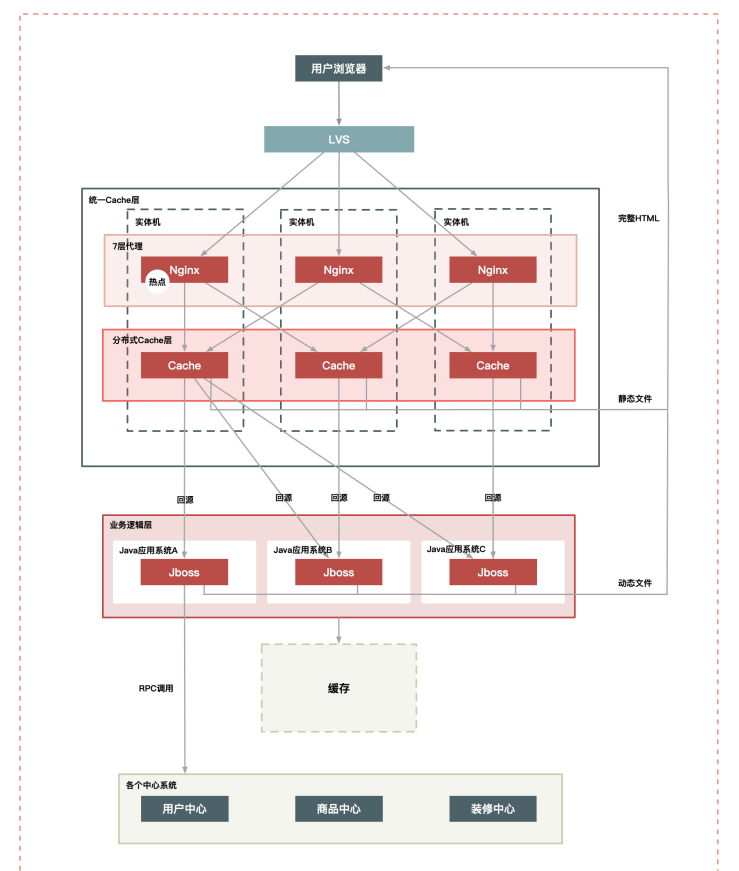 用户浏览器
LVS
统一Cache层
实体机
实体机
实体机
完整HTML
7层代理
Nginx
Nginx
Nginx
热点
分布式Cache层
Cache
Cache
Cache
静态文件
回源
回源
回源
回源
回源
业务逻辑层
Java应用系统A
Java应用系统B
Java应用系统C
Jboss
Jboss
Jboss
动态文件
RPC调用
缓存
各个中心系统
用户中心
商品中心
装修中心